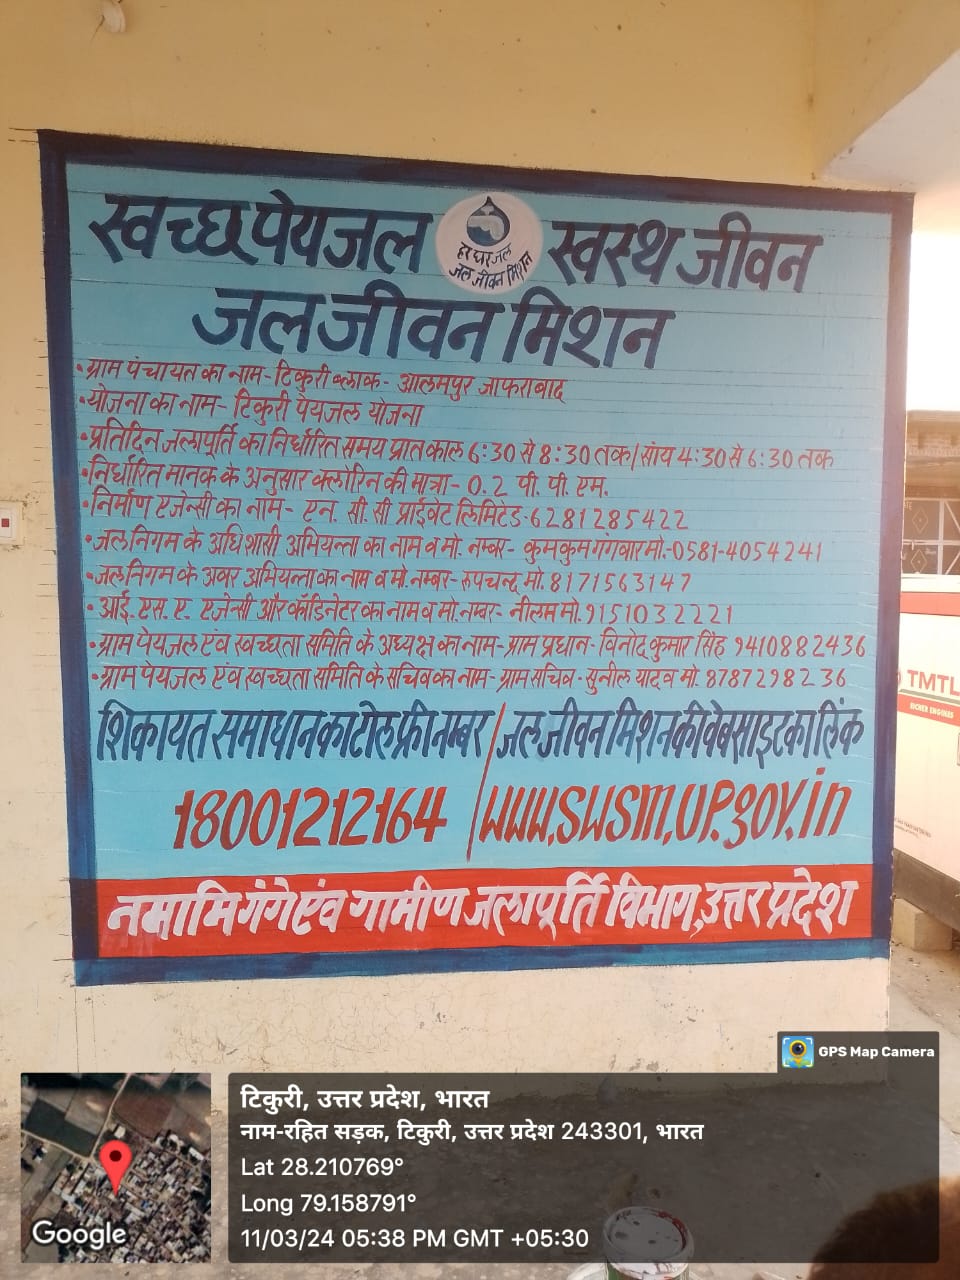 स्वच्छ पेयजल स्वस्थ जीवन
हर घर जल
जल जीवन मिशन
जल जीवन मिशन
• ग्राम पंचायत का नाम - टिकुरी ब्लाक - आलमपुर जाफराबाद
• योजना का नाम - टिकुरी पेयजल योजना
• प्रतिदिन जलापूर्ति का निर्धारित समय प्रातकाल 6:30 से 8:30 तक / सांय 4:30 से 6:30 तक
• निर्धारित मानक के अनुसार क्लोरिन की मात्रा - 0.2 पी. पी. एम.
• निर्माण एजेन्सी का नाम - एन. सी. सी प्राईवेट लिमिटेड - 6281285422
• जलनिगम के अधिशासी अभियन्ता का नाम व मो. नम्बर - कुमकुम गंगवार मो. - 0581-4054241
• जलनिगम के अवर अभियन्ता का नाम व मो. नम्बर - रुपचन्द्र मो. 8171563147
• आई. एस. ए. एजेन्सी और कॉडिनेटर का नाम व मो. नम्बर - नीलम मो. 9151032221
• ग्राम पेयजल एंव स्वच्छता समिति के अध्यक्ष का नाम - ग्राम प्रधान - विनोद कुमार सिंह 9410882436
• ग्राम पेयजल एंव स्वच्छता समिति के सचिव का नाम - ग्राम सचिव - सुनील यादव मो. 8787298236
शिकायत समाधान का टोल फ्री नम्बर / जल जीवन मिशन की वेबसाइट का लिंक
18001212164 / www.swsm.up.gov.in
नमामि गंगे एंव गामीण जलापूर्ति विभाग, उत्तर प्रदेश
TMTL
EICHER ENGINES
GPS Map Camera
टिकुरी, उत्तर प्रदेश, भारत
नाम-रहित सड़क, टिकुरी, उत्तर प्रदेश 243301, भारत
Lat 28.210769°
Long 79.158791°
11/03/24 05:38 PM GMT +05:30
Google